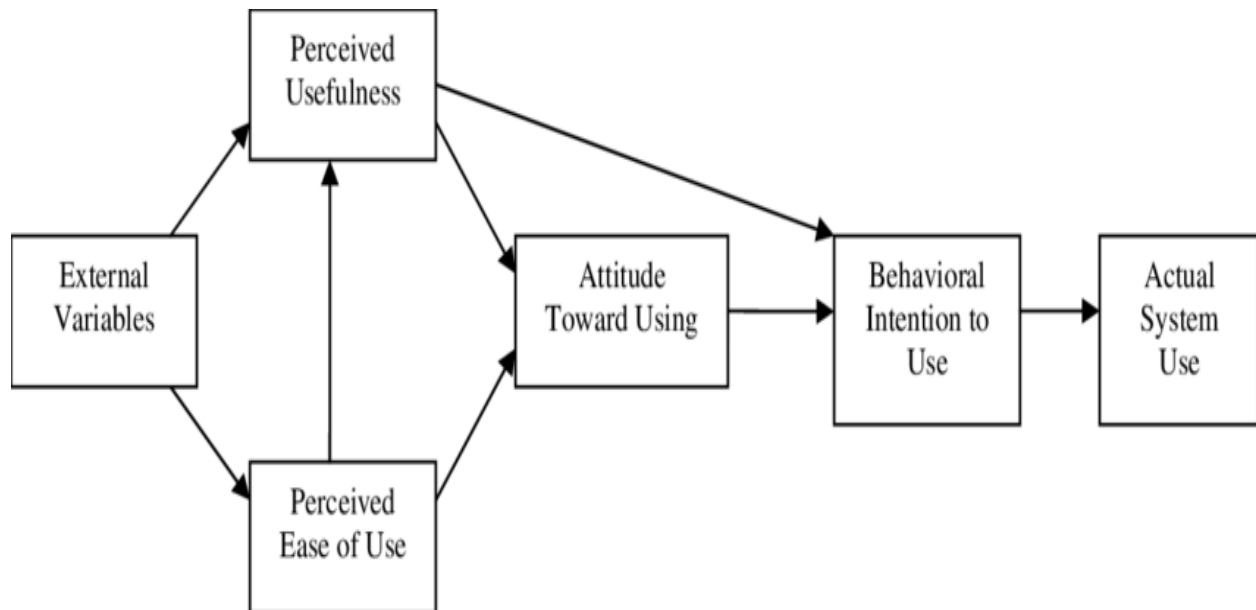 Perceived
Usefulness
External
Variables
Attitude
Toward Using
Behavioral
Intention to
Use
Actual
System
Use
Perceived
Ease of Use